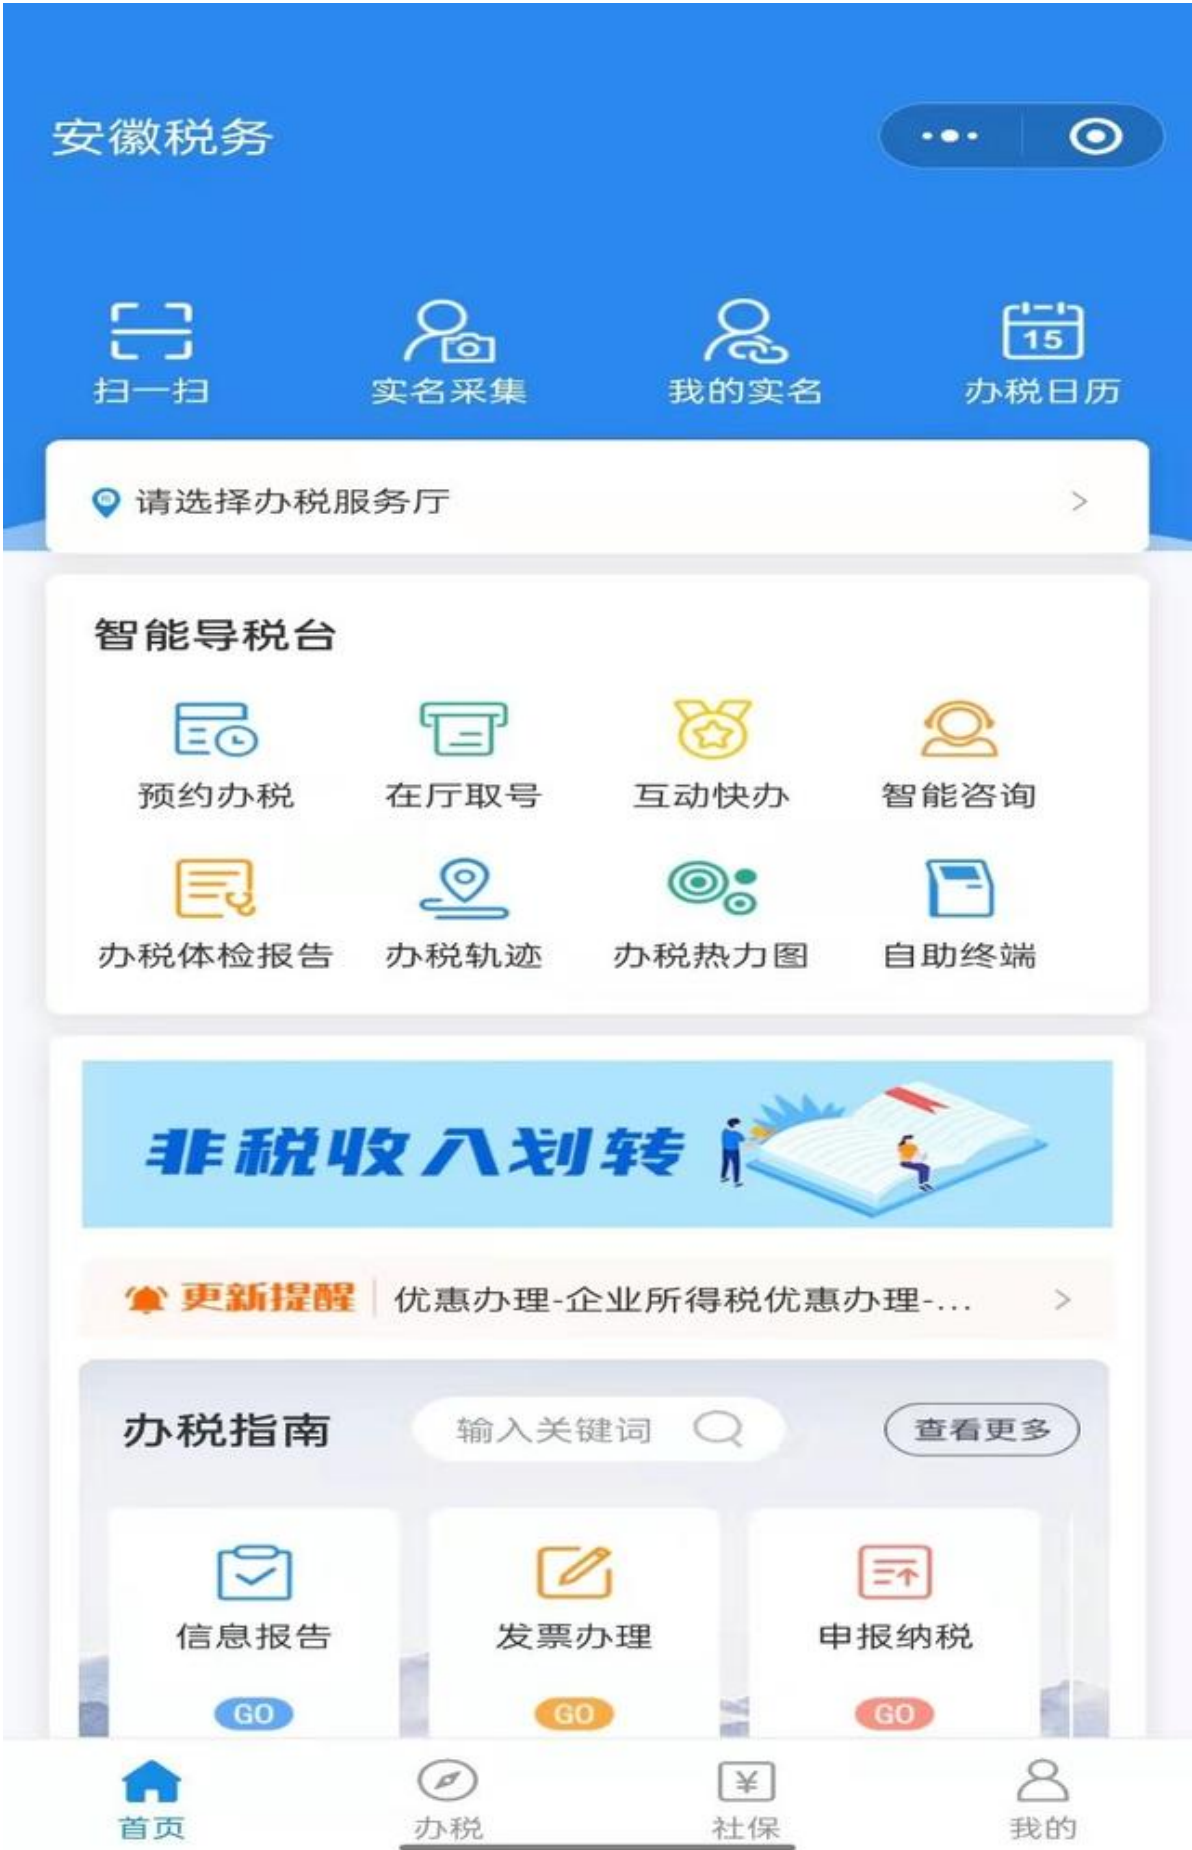 安徽税务
扫一扫
实名采集
我的实名
15
办税日历
请选择办税服务厅
智能导税台
预约办税
在厅取号
互动快办
智能咨询
办税体检报告
办税轨迹
办税热力图
自助终端
非税收入划转
更新提醒 优惠办理-企业所得税优惠办理-...
办税指南
输入关键词
查看更多
信息报告
发票办理
申报纳税
GO
GO
GO
首页
办税
社保
我的